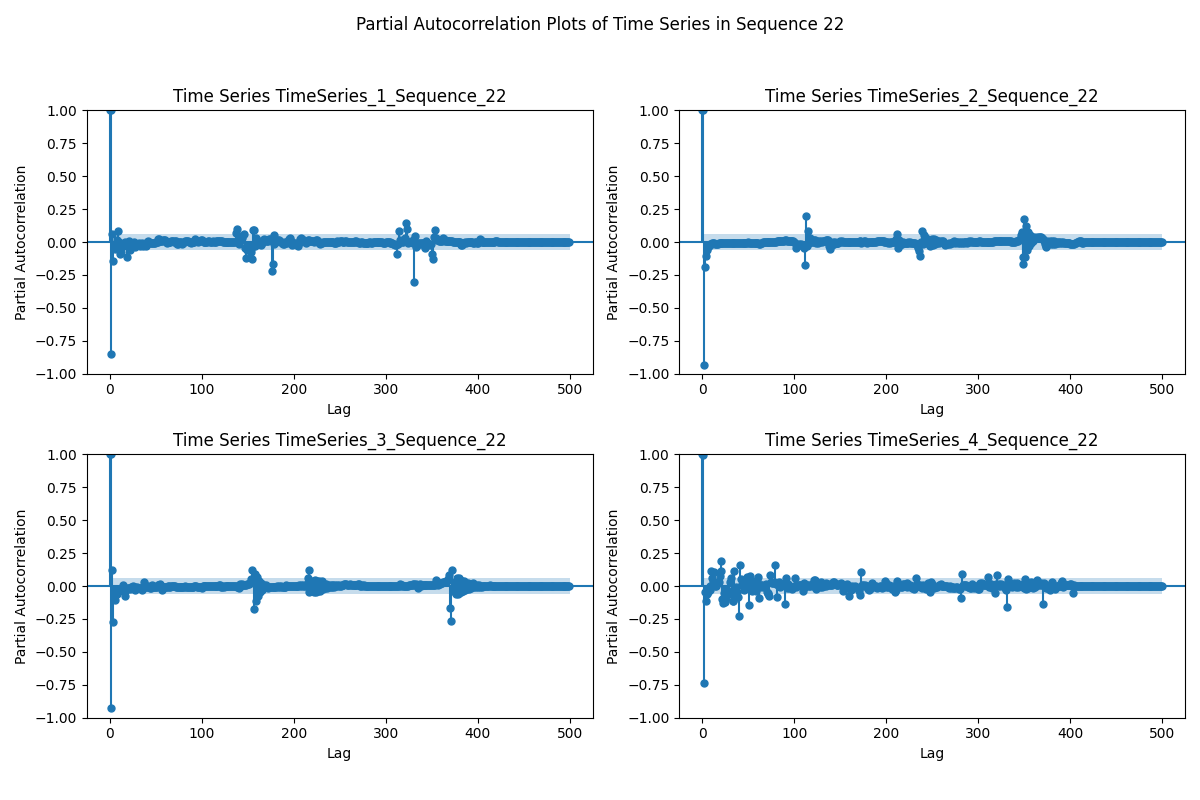 Partial Autocorrelation Plots of Time Series in Sequence 22
Time Series TimeSeries_1_Sequence_22
Partial Autocorrelation
1.00
0.75
0.50
0.25
0.00
−0.25
−0.50
−0.75
−1.00
0 100 200 300 400 500
Lag
Time Series TimeSeries_2_Sequence_22
Partial Autocorrelation
1.00
0.75
0.50
0.25
0.00
−0.25
−0.50
−0.75
−1.00
0 100 200 300 400 500
Lag
Time Series TimeSeries_3_Sequence_22
Partial Autocorrelation
1.00
0.75
0.50
0.25
0.00
−0.25
−0.50
−0.75
−1.00
0 100 200 300 400 500
Lag
Time Series TimeSeries_4_Sequence_22
Partial Autocorrelation
1.00
0.75
0.50
0.25
0.00
−0.25
−0.50
−0.75
−1.00
0 100 200 300 400 500
Lag